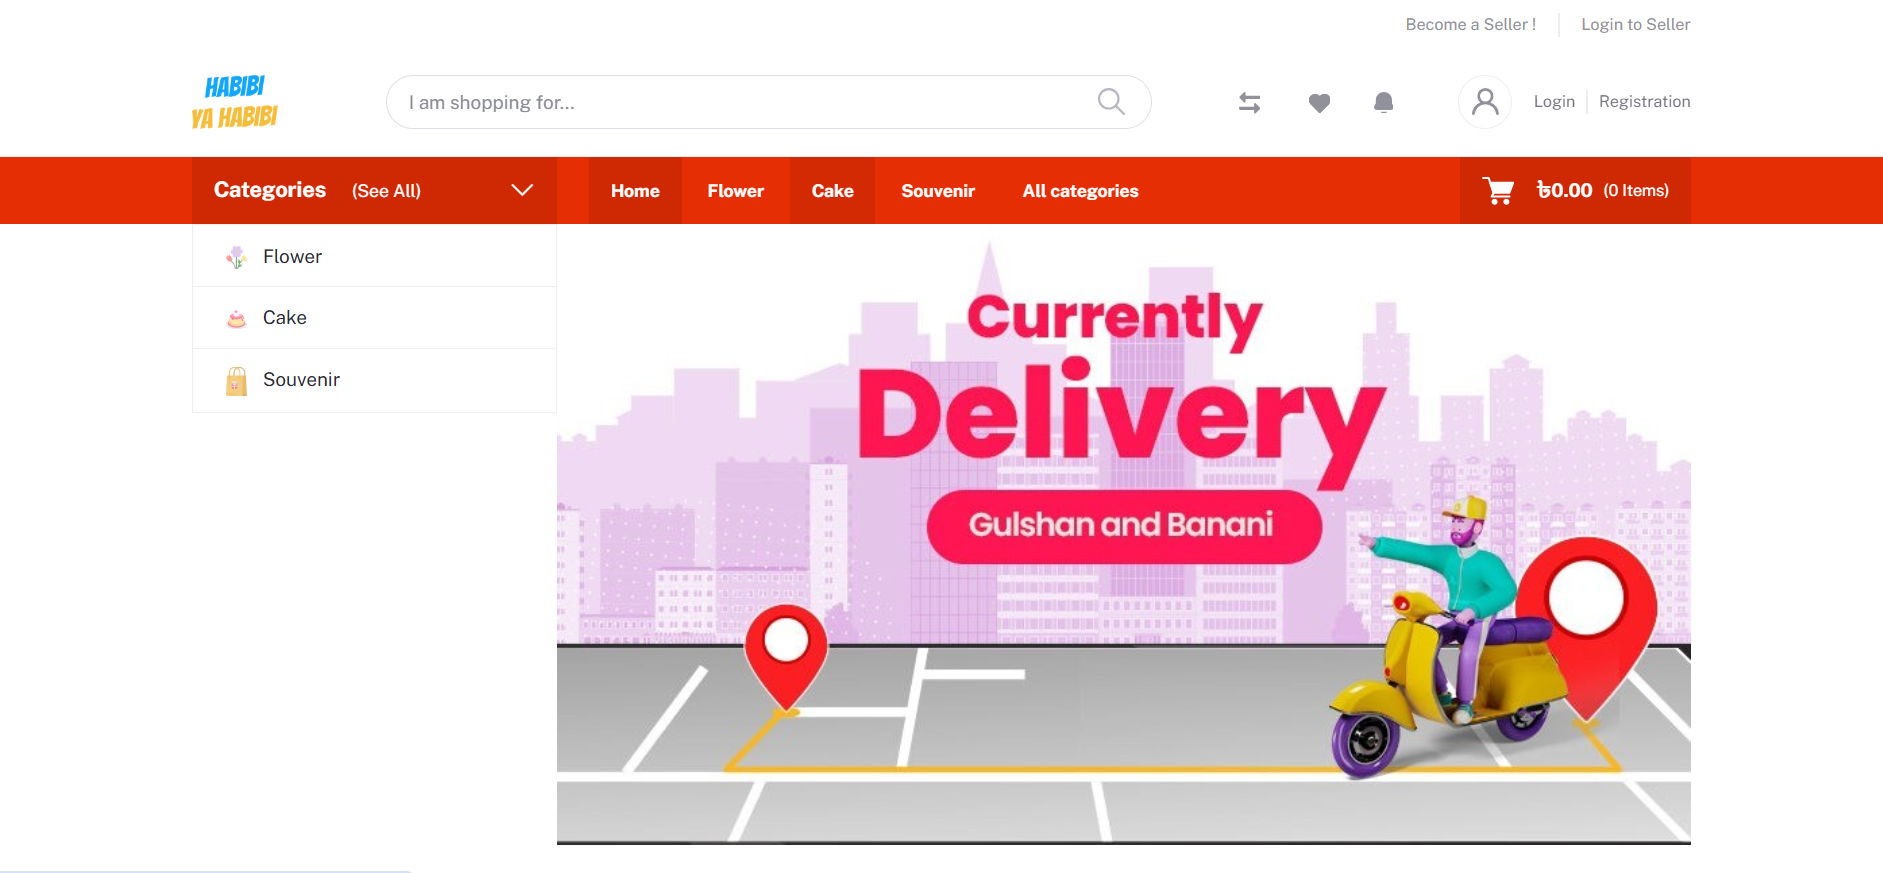 Become a Seller !
Login to Seller
HABIBI
YA HABIBI
I am shopping for...
Login
Registration
Categories (See All)
Home
Flower
Cake
Souvenir
All categories
৳0.00 (0 Items)
Flower
Cake
Souvenir
Currently
Delivery
Gulshan and Banani